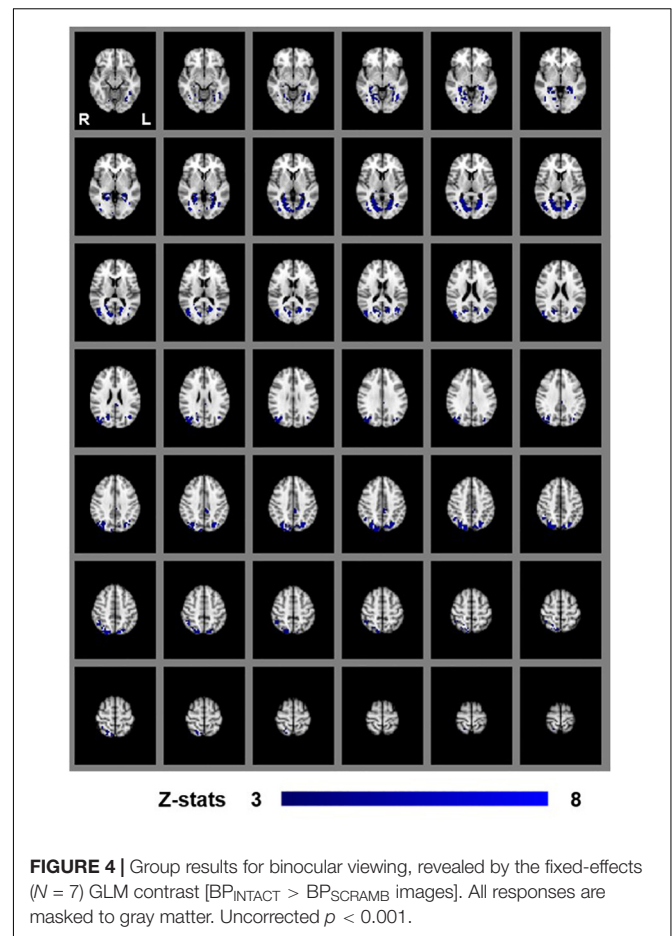 R L
Z-stats 3 8
FIGURE 4 | Group results for binocular viewing, revealed by the fixed-effects
(N = 7) GLM contrast [BPINTACT > BPSCRAMB images]. All responses are
masked to gray matter. Uncorrected p < 0.001.